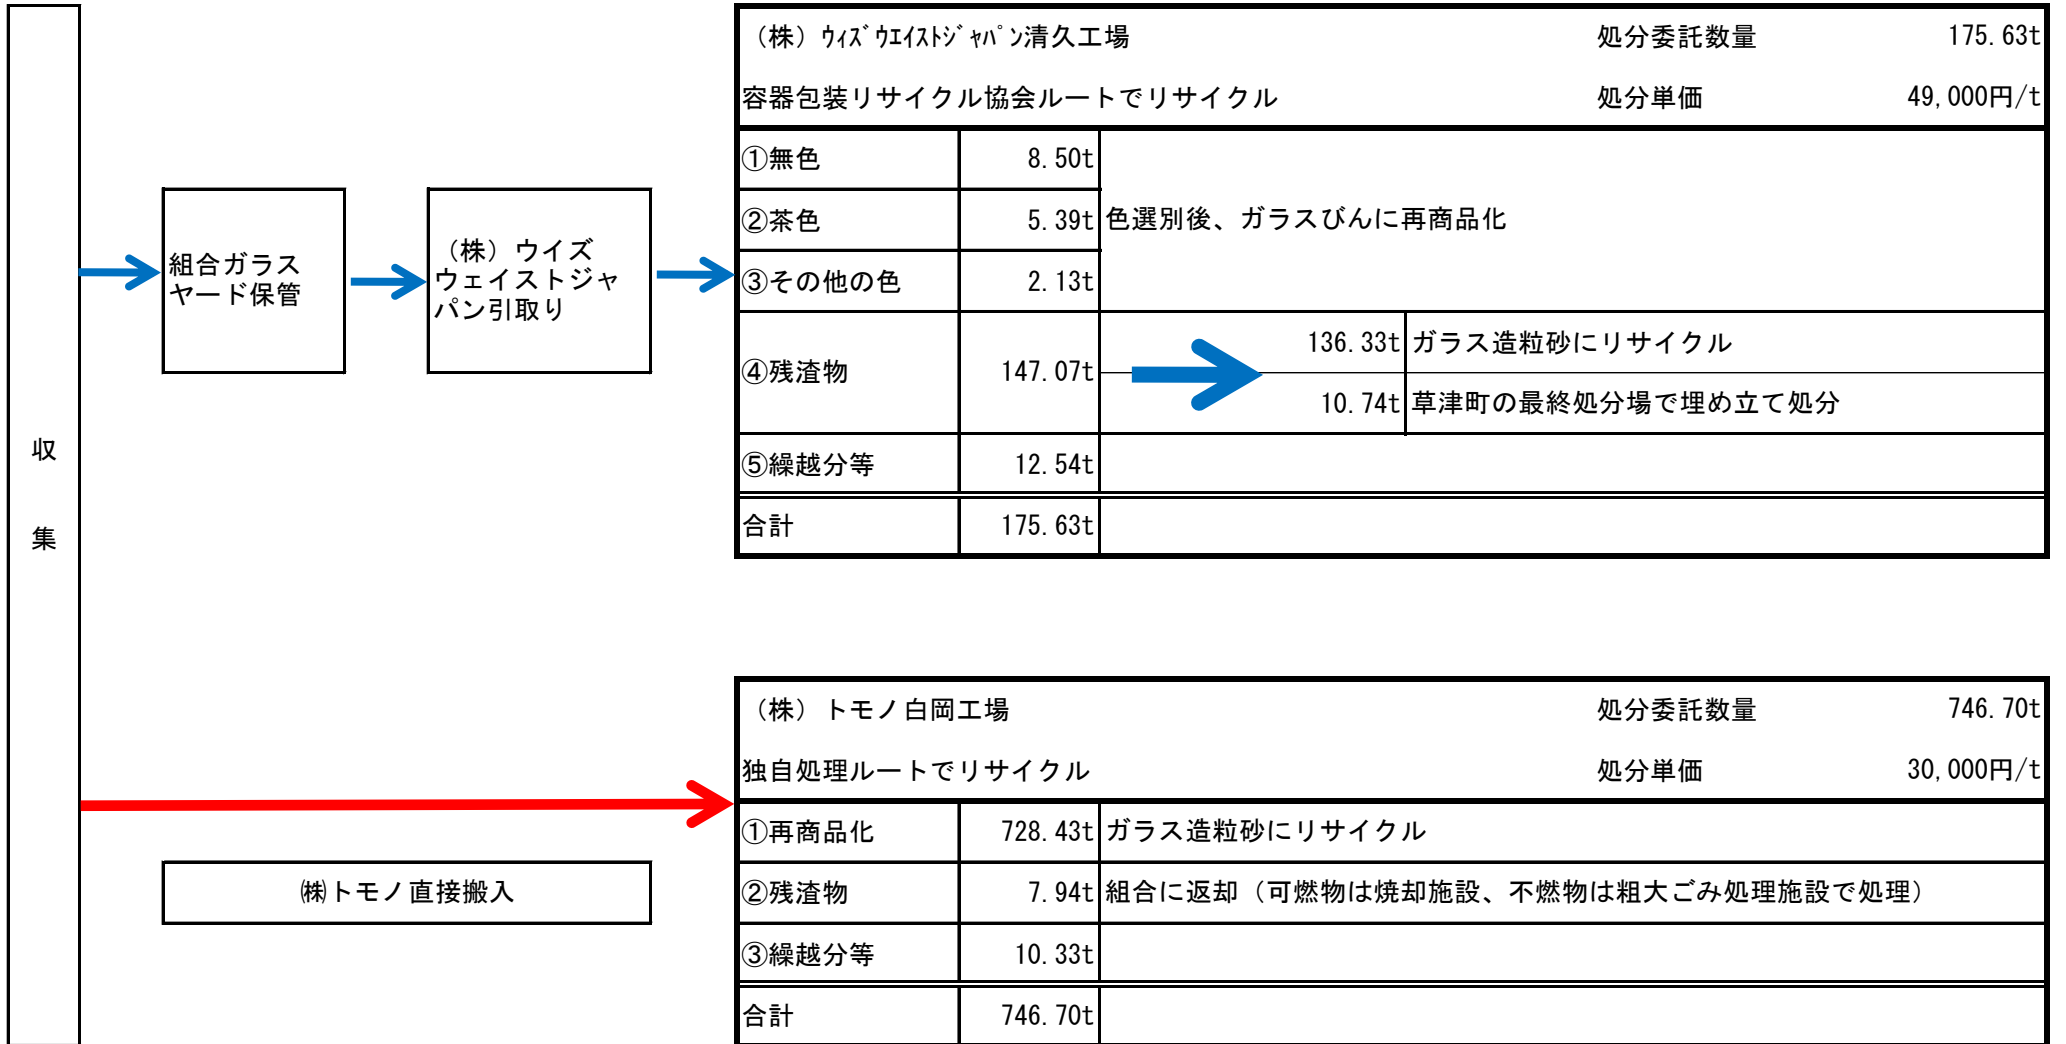 収
集
組合ガラス
ヤード保管
（株）ウイズ
ウェイストジャ
パン引取り
（株）ｳｨｽﾞｳｴｲｽﾄｼﾞｬﾊﾟﾝ清久工場 処分委託数量 175.63t
容器包装リサイクル協会ルートでリサイクル 処分単価 49,000円/t
①無色 8.50t
②茶色 5.39t 色選別後、ガラスびんに再商品化
③その他の色 2.13t
④残渣物 147.07t
136.33t ガラス造粒砂にリサイクル
10.74t 草津町の最終処分場で埋め立て処分
⑤繰越分等 12.54t
合計 175.63t
㈱トモノ直接搬入
（株）トモノ白岡工場 処分委託数量 746.70t
独自処理ルートでリサイクル 処分単価 30,000円/t
①再商品化 728.43t ガラス造粒砂にリサイクル
②残渣物 7.94t 組合に返却（可燃物は焼却施設、不燃物は粗大ごみ処理施設で処理）
③繰越分等 10.33t
合計 746.70t